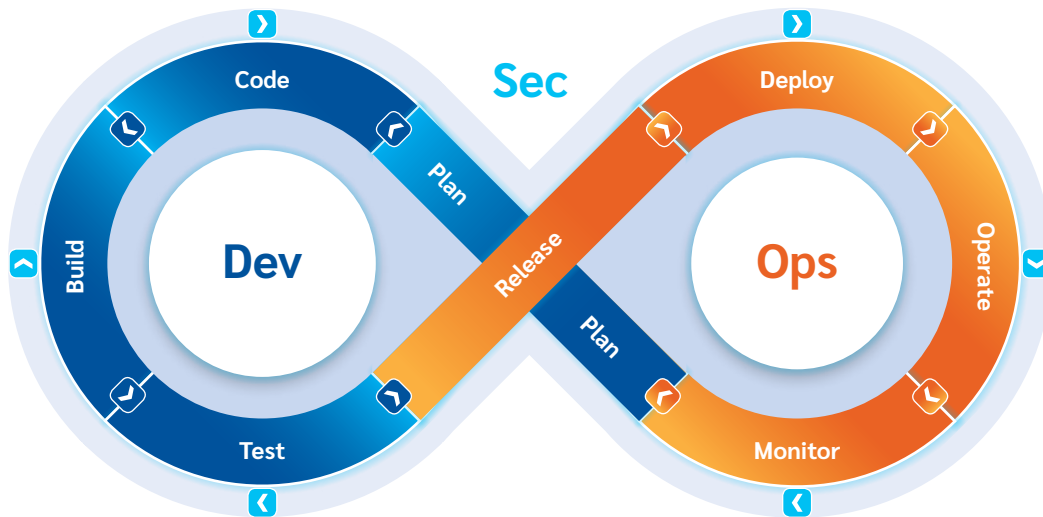 Sec
Code
Deploy
Plan
Build
Dev
Release
Ops
Operate
Plan
Test
Monitor